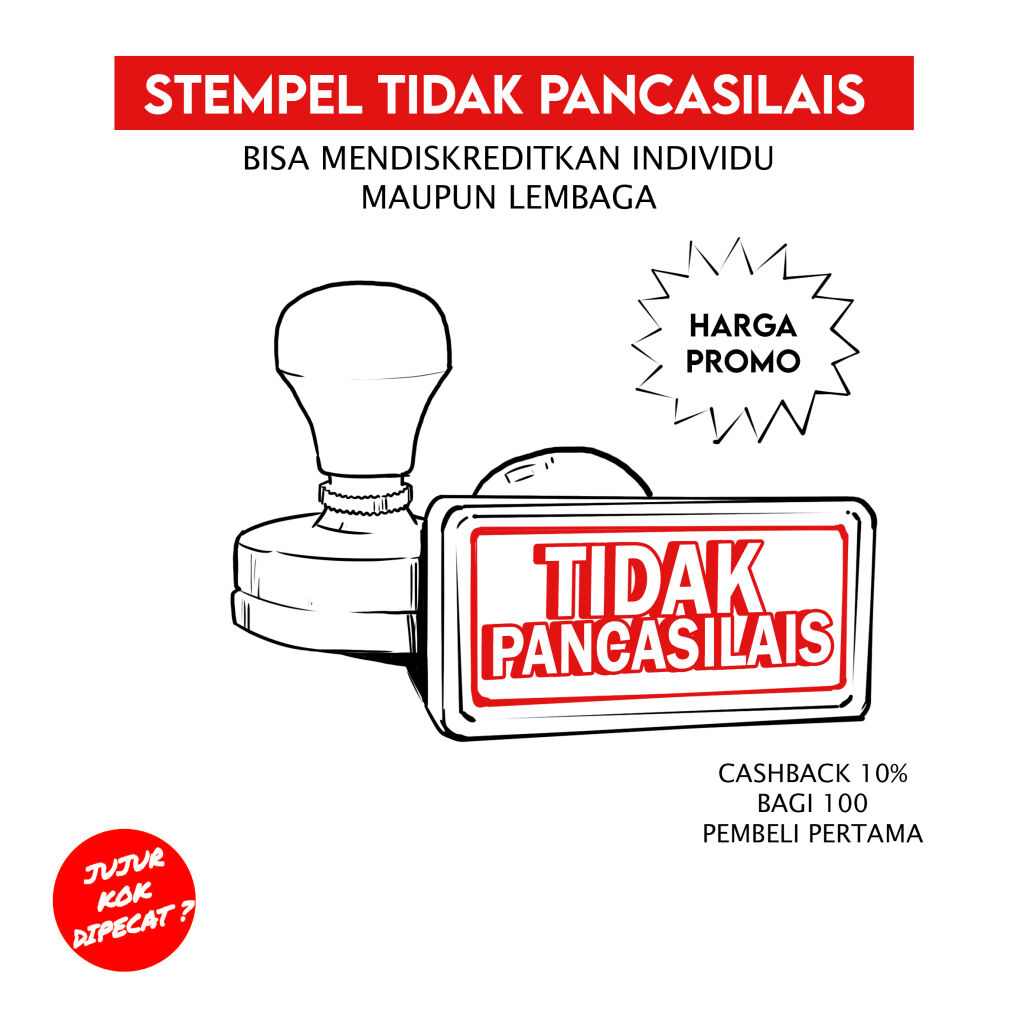 STEMPEL TIDAK PANCASILAIS
BISA MENDISKREDITKAN INDIVIDU
MAUPUN LEMBAGA
HARGA
PROMO
TIDAK
PANCASILAIS
CASHBACK 10%
BAGI 100
PEMBELI PERTAMA
JUJUR
KOK
DIPECAT ?